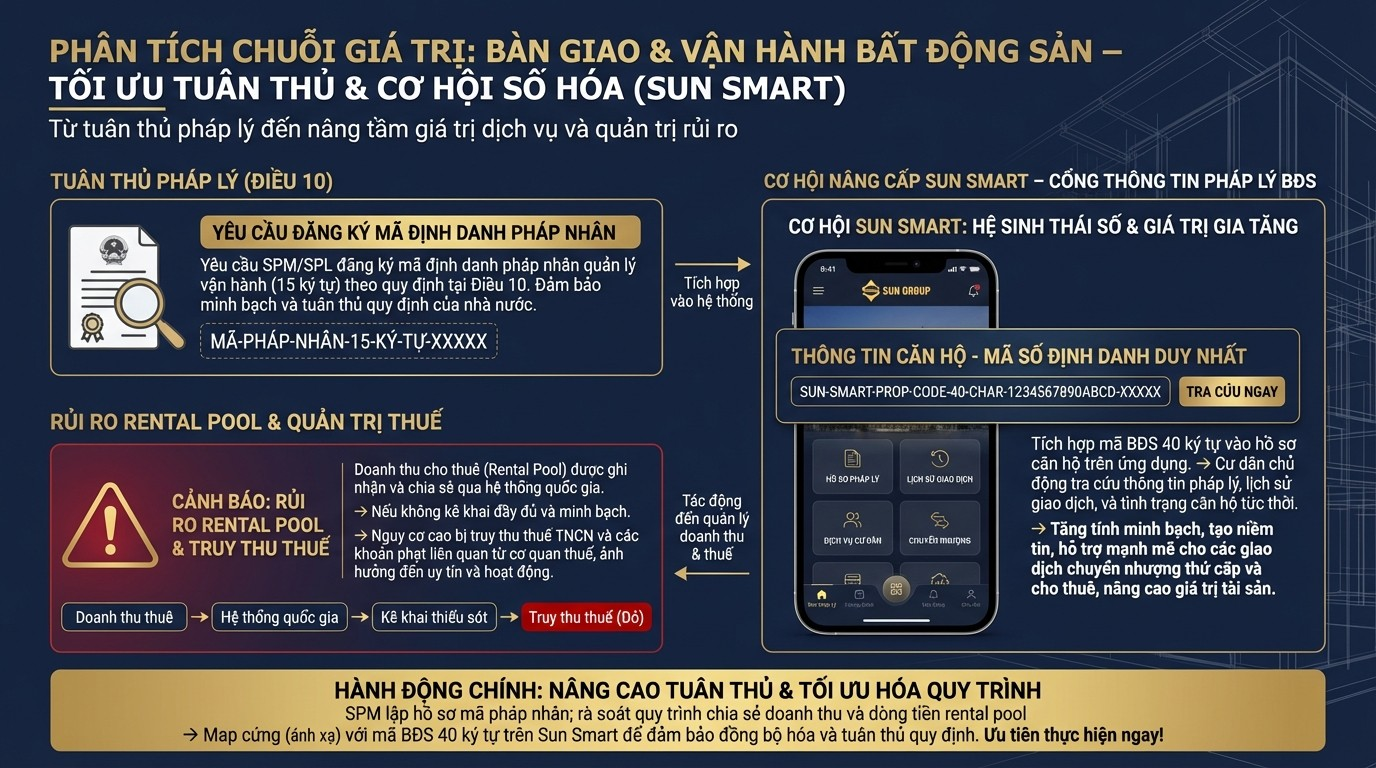 PHÂN TÍCH CHUỖI GIÁ TRỊ: BÀN GIAO & VẬN HÀNH BẤT ĐỘNG SẢN –
TỐI ƯU TUÂN THỦ & CƠ HỘI SỐ HÓA (SUN SMART)
Từ tuân thủ pháp lý đến nâng tầm giá trị dịch vụ và quản trị rủi ro
TUÂN THỦ PHÁP LÝ (ĐIỀU 10)
YÊU CẦU ĐĂNG KÝ MÃ ĐỊNH DANH PHÁP NHÂN
Yêu cầu SPM/SPL đăng ký mã định danh pháp nhân quản lý
vận hành (15 ký tự) theo quy định tại Điều 10. Đảm bảo
minh bạch và tuân thủ quy định của nhà nước.
MÃ-PHÁP-NHÂN-15-KÝ-TỰ-XXXXX
Tích hợp
vào hệ thống
RỦI RO RENTAL POOL & QUẢN TRỊ THUẾ
CẢNH BÁO: RỦI
RO RENTAL POOL
& TRUY THU THUẾ
Doanh thu cho thuê (Rental Pool) được ghi
nhận và chia sẻ qua hệ thống quốc gia.
→ Nếu không kê khai đầy đủ và minh bạch.
→ Nguy cơ cao bị truy thu thuế TNCN và các
khoản phạt liên quan từ cơ quan thuế, ảnh
hưởng đến uy tín và hoạt động.
Doanh thu thuê → Hệ thống quốc gia → Kê khai thiếu sót → Truy thu thuế (Đỏ)
Tác động
đến quản lý
doanh thu
& thuế
CƠ HỘI NÂNG CẤP SUN SMART – CỔNG THÔNG TIN PHÁP LÝ BĐS
CƠ HỘI SUN SMART: HỆ SINH THÁI SỐ & GIÁ TRỊ GIA TĂNG
SUN GROUP
THÔNG TIN CĂN HỘ - MÃ SỐ ĐỊNH DANH DUY NHẤT
SUN-SMART-PROP-CODE-40-CHAR-1234567890ABCD-XXXXX
TRA CỨU NGAY
HỒ SƠ PHÁP LÝ
LỊCH SỬ GIAO DỊCH
DỊCH VỤ CƯ DÂN
Tích hợp mã BĐS 40 ký tự vào hồ sơ
căn hộ trên ứng dụng. → Cư dân chủ
động tra cứu thông tin pháp lý, lịch sử
giao dịch, và tình trạng căn hộ tức thời.
→ Tăng tính minh bạch, tạo niềm
tin, hỗ trợ mạnh mẽ cho các giao
dịch chuyển nhượng thứ cấp và
cho thuê, nâng cao giá trị tài sản.
HÀNH ĐỘNG CHÍNH: NÂNG CAO TUÂN THỦ & TỐI ƯU HÓA QUY TRÌNH
SPM lập hồ sơ mã pháp nhân; rà soát quy trình chia sẻ doanh thu và dòng tiền rental pool
→ Map cứng (ánh xạ) với mã BĐS 40 ký tự trên Sun Smart để đảm bảo đồng bộ hóa và tuân thủ quy định. Ưu tiên thực hiện ngay!